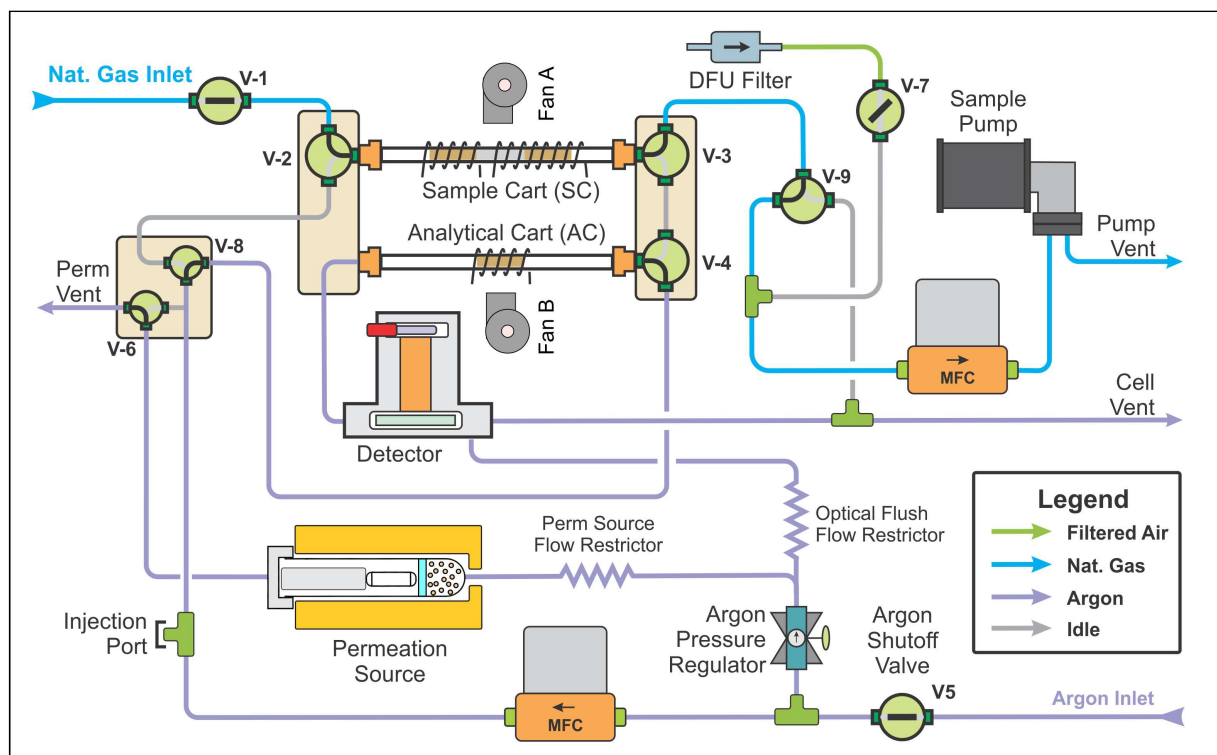 Nat. Gas Inlet
V-1
Fan A
DFU Filter
V-7
Sample
Pump
V-2
V-3
Sample Cart (SC)
V-9
Analytical Cart (AC)
V-8
V-4
Perm
Vent
Pump
Vent
V-6
Fan B
MFC
Cell
Vent
Detector
Legend
Filtered Air
Nat. Gas
Argon
Idle
Perm Source
Flow Restrictor
Optical Flush
Flow Restrictor
Injection
Port
Permeation
Source
Argon
Pressure
Regulator
Argon
Shutoff
Valve
V5
MFC
Argon Inlet